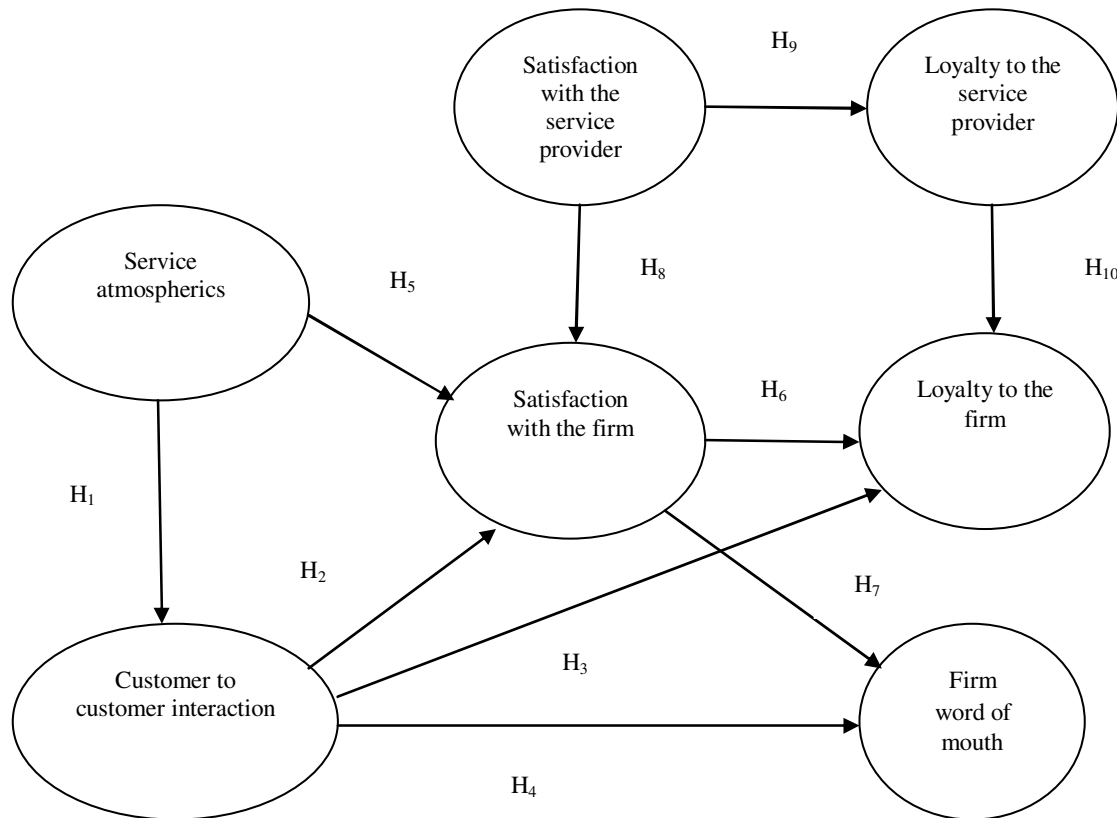 H9
Satisfaction
with the
service
provider
Loyalty to the
service
provider
Service
atmospherics
H5
H8
H10
Satisfaction
with the firm
H6
Loyalty to the
firm
H1
H2
H7
H3
Customer to
customer interaction
Firm
word of
mouth
H4